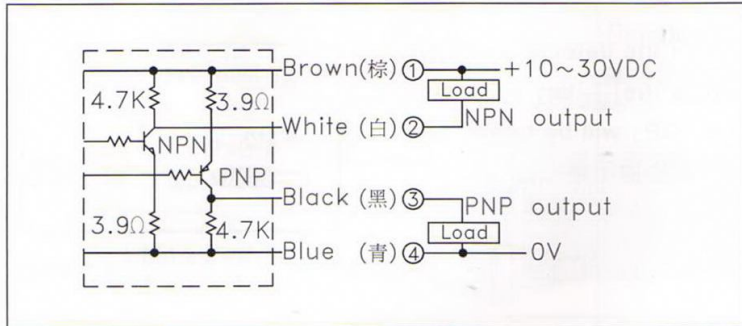 Brown(棕)① +10~30VDC
4.7K 3.9Ω Load
White (白)② NPN output
NPN
PNP
Black (黑)③ PNP output
3.9Ω 4.7K Load
Blue (青)④ 0V